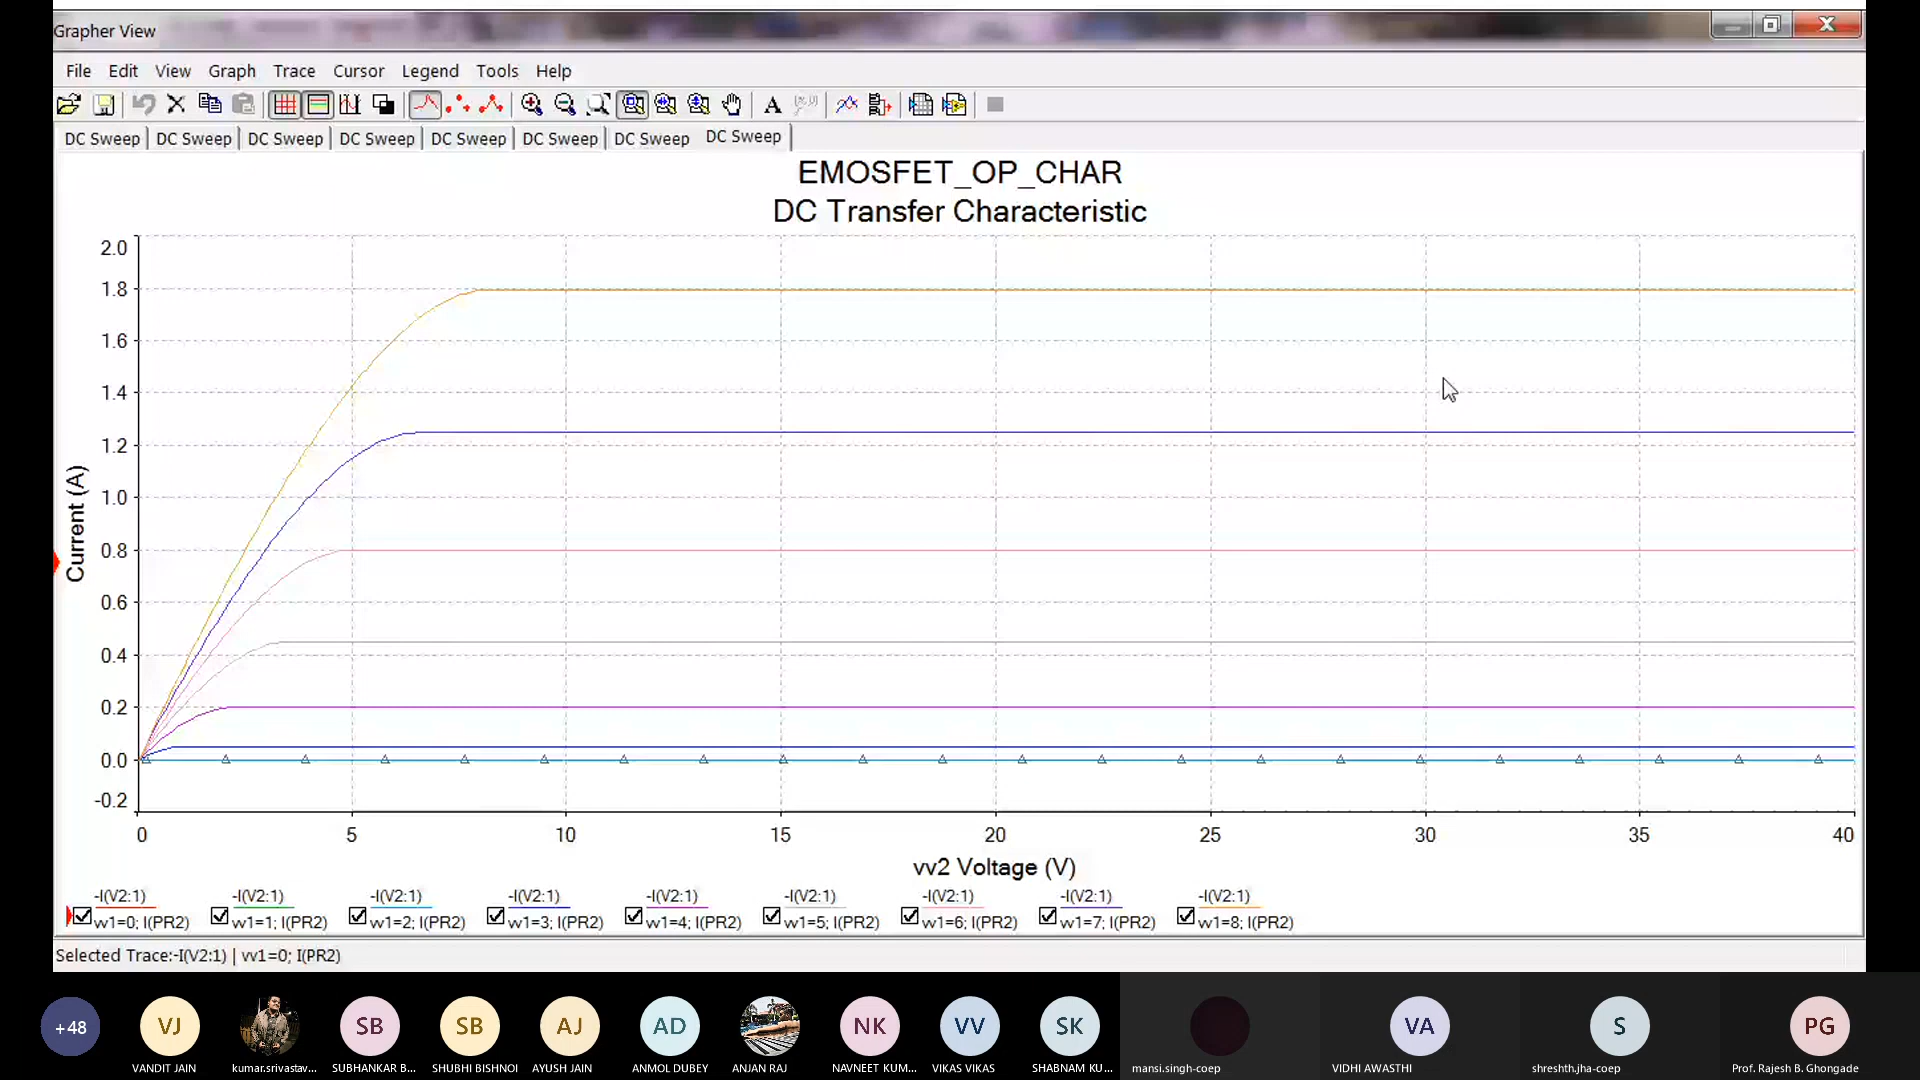 Grapher View
File Edit View Graph Trace Cursor Legend Tools Help
DC Sweep DC Sweep DC Sweep DC Sweep DC Sweep DC Sweep DC Sweep DC Sweep
EMOSFET_OP_CHAR
DC Transfer Characteristic
2.0
1.8
1.6
1.4
1.2
1.0
0.8
0.6
0.4
0.2
0.0
-0.2
Current (A)
0 5 10 15 20 25 30 35 40
vv2 Voltage (V)
-I(V2:1) -I(V2:1) -I(V2:1) -I(V2:1) -I(V2:1) -I(V2:1) -I(V2:1) -I(V2:1) -I(V2:1)
vv1=0; I(PR2) vv1=1; I(PR2) vv1=2; I(PR2) vv1=3; I(PR2) vv1=4; I(PR2) vv1=5; I(PR2) vv1=6; I(PR2) vv1=7; I(PR2) vv1=8; I(PR2)
Selected Trace:-I(V2:1) | vv1=0; I(PR2)
+48 VJ SB SB AJ AD NK VV SK VA S PG
VANDIT JAIN kumar.srivastav... SUBHANKAR B... SHUBHI BISHNOI AYUSH JAIN ANMOL DUBEY ANJAN RAJ NAVNEET KUM... VIKAS VIKAS SHABNAM KU... mansi.singh-coep VIDHI AWASTHI shreshth.jha-coep Prof. Rajesh B. Ghongade